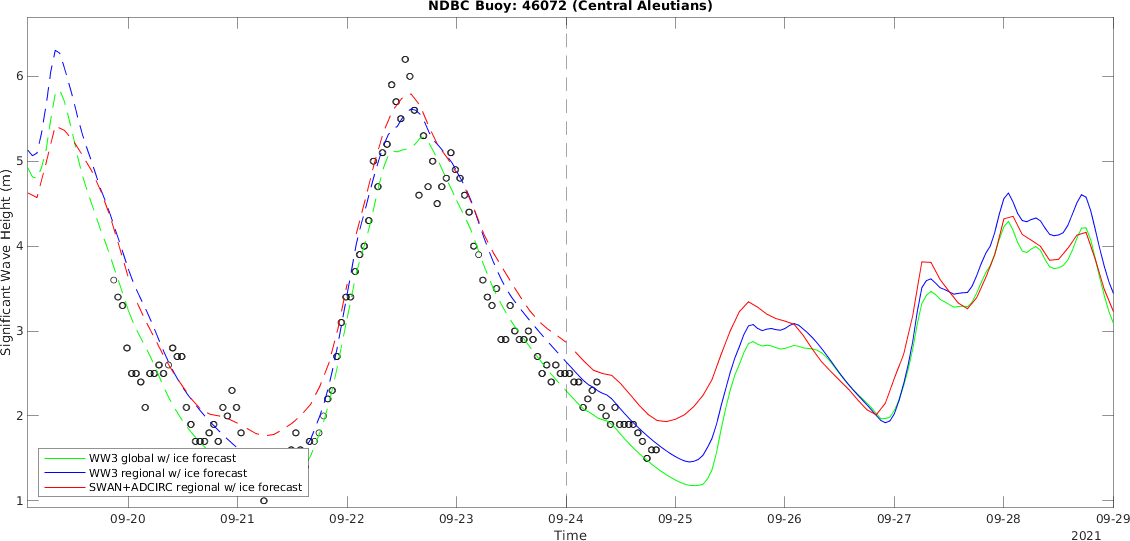 NDBC Buoy: 46072 (Central Aleutians)
Significant Wave Height (m)
6
5
4
3
2
1
WW3 global w/ ice forecast
WW3 regional w/ ice forecast
SWAN+ADCIRC regional w/ ice forecast
09-20 09-21 09-22 09-23 09-24 09-25 09-26 09-27 09-28 09-29
Time
2021